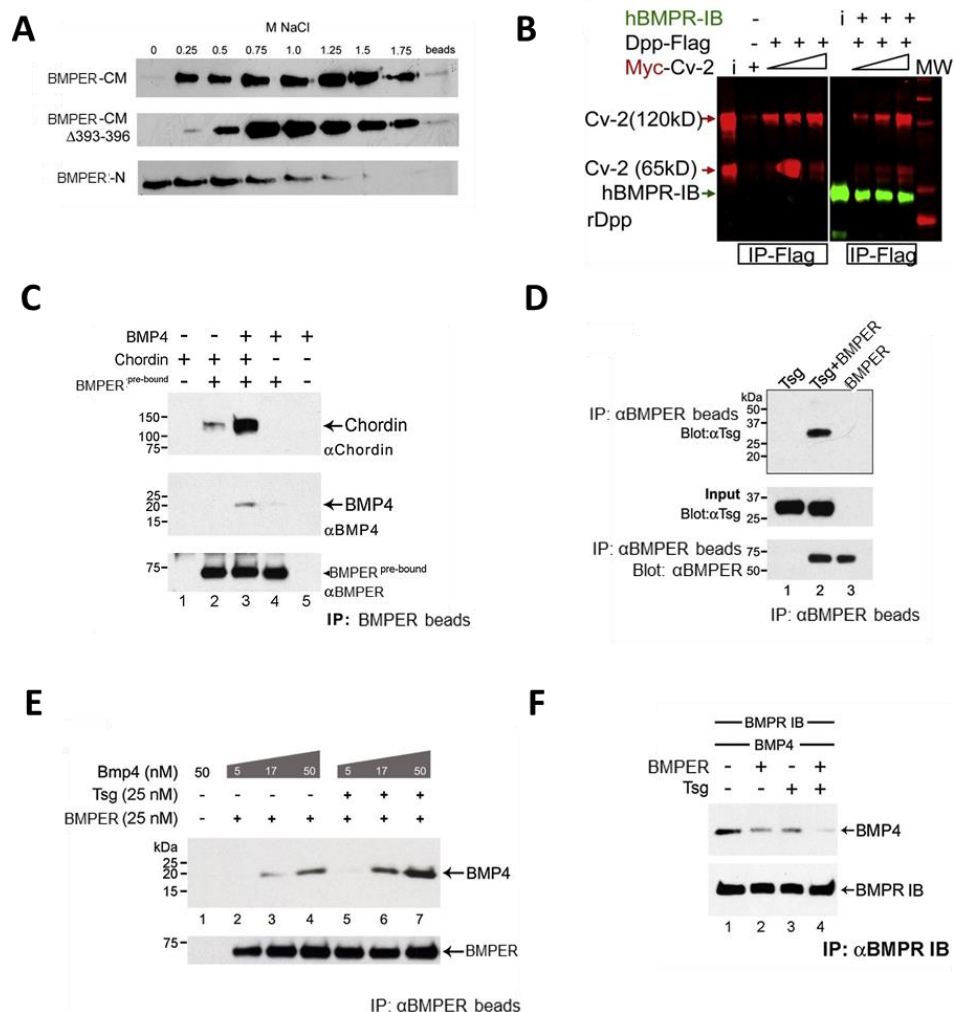 A
M NaCl
0 0.25 0.5 0.75 1.0 1.25 1.5 1.75 beads
BMPER-CM
BMPER-CM
Δ393-396
BMPER-N
B
hBMPR-IB - i + + +
Dpp-Flag - + + + + + +
Myc-Cv-2 i + MW
Cv-2(120kD)
Cv-2 (65kD)
hBMPR-IB
rDpp
IP-Flag IP-Flag
C
BMP4 - - + + +
Chordin + + + - -
BMPER pre-bound - + + + -
150
100
75
Chordin
αChordin
25
20
15
BMP4
αBMP4
75
BMPER pre-bound
αBMPER
1 2 3 4 5
IP: BMPER beads
D
Tsg Tsg+BMPER BMPER
kDa
50
37
25
20
IP: αBMPER beads
Blot:αTsg
Input
Blot:αTsg
37
25
IP: αBMPER beads
Blot: αBMPER
75
50
1 2 3
IP: αBMPER beads
E
Bmp4 (nM) 50 5 17 50 5 17 50
Tsg (25 nM) - - - - + + +
BMPER (25 nM) - + + + + + +
kDa
25
20
15
BMP4
1 2 3 4 5 6 7
75
BMPER
IP: αBMPER beads
F
BMPR IB
BMP4
BMPER - + - +
Tsg - - + +
BMP4
BMPR IB
1 2 3 4
IP: αBMPR IB